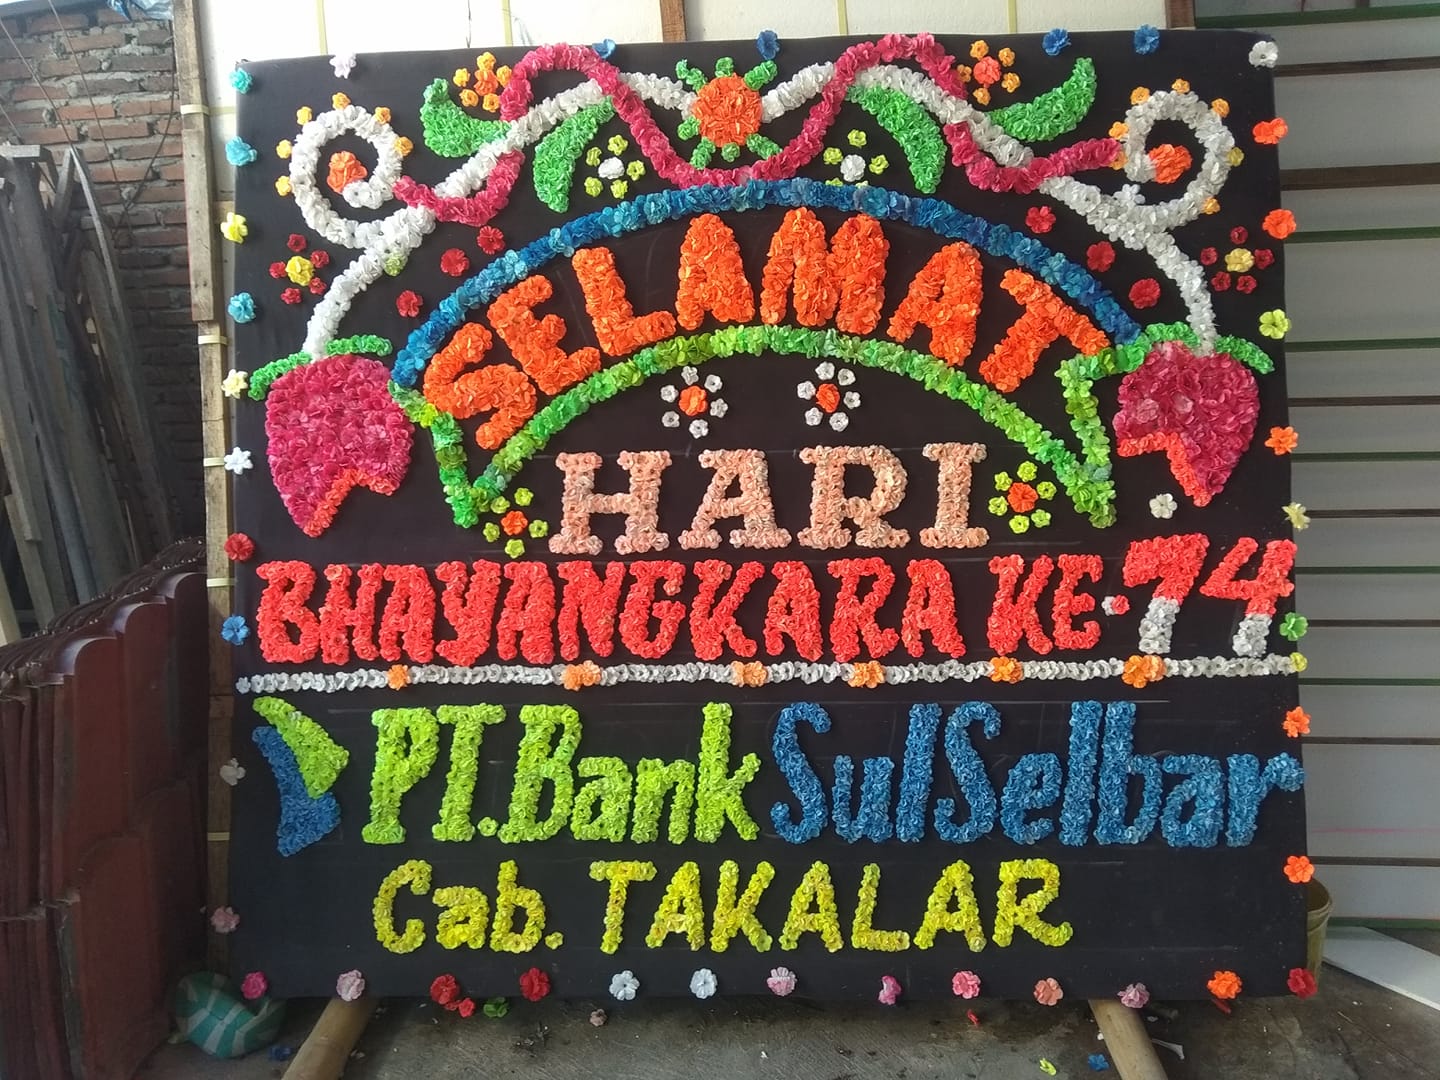 SELAMAT
HARI
BHAYANGKARA KE-74
PT.Bank SulSelbar
Cab. TAKALAR